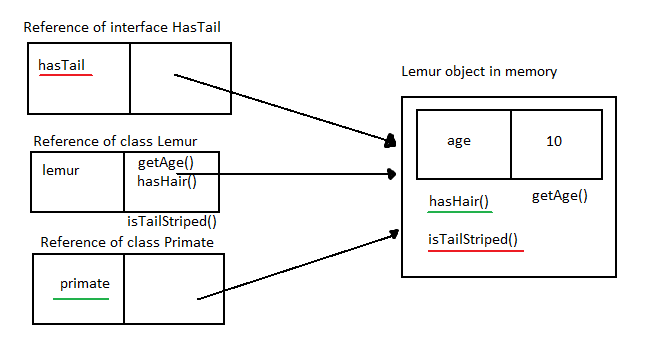 Reference of interface HasTail
hasTail
Reference of class Lemur
lemur
getAge()
hasHair()
isTailStriped()
Reference of class Primate
primate
Lemur object in memory
age
10
hasHair()
getAge()
isTailStriped()